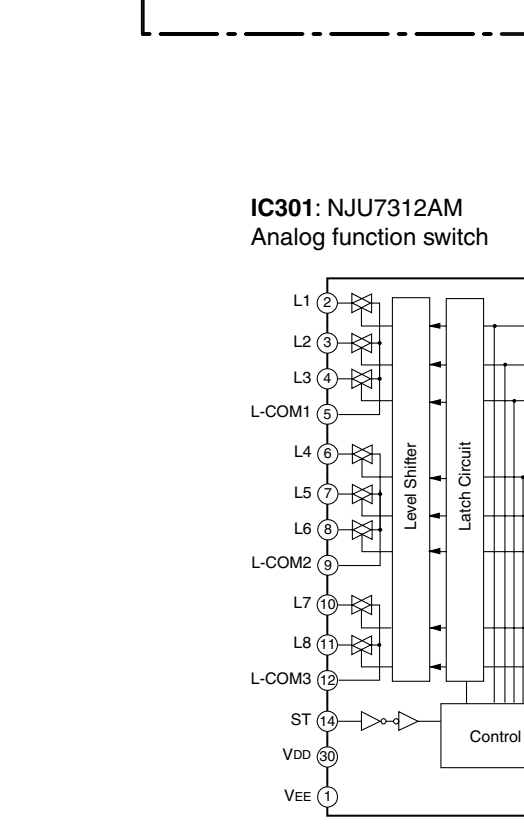 IC301: NJU7312AM
Analog function switch
L1 2
L2 3
L3 4
L-COM1 5
L4 6
L5 7
L6 8
L-COM2 9
L7 10
L8 11
L-COM3 12
ST 14
VDD 30
VEE 1
Level Shifter
Latch Circuit
Control